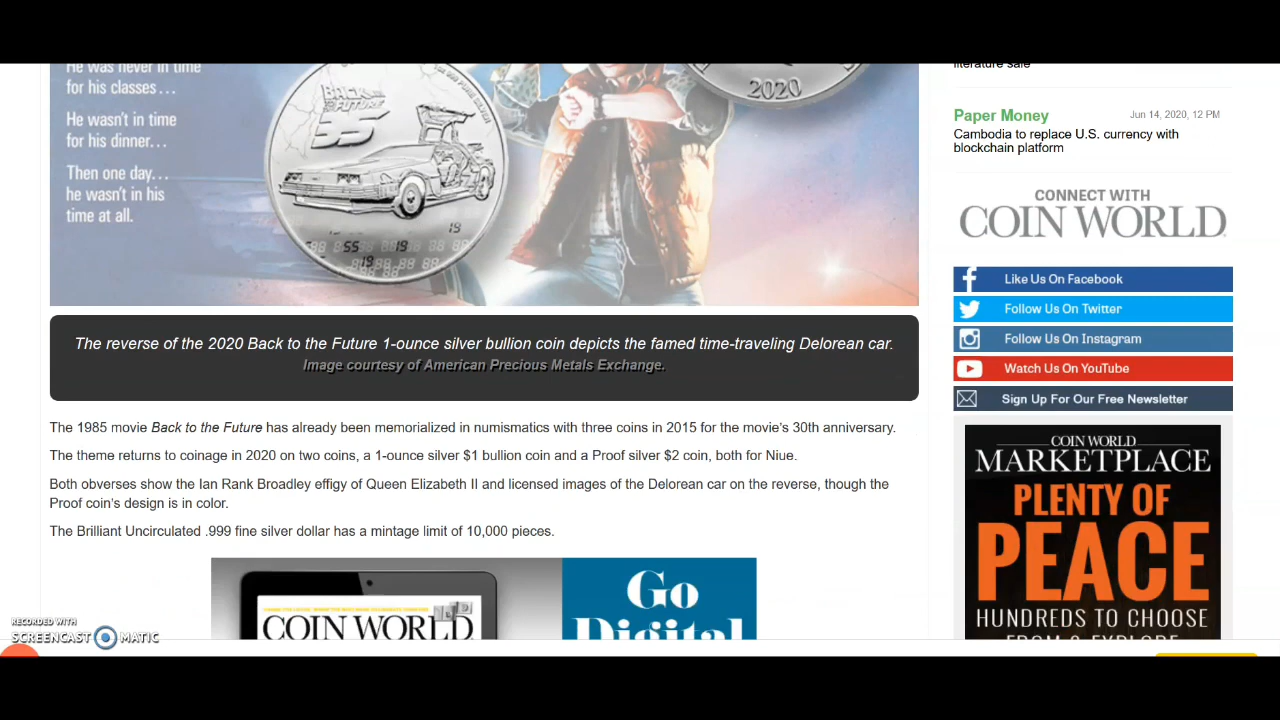 He was never in time
for his classes...
He wasn't in time
for his dinner...
Then one day...
he wasn't in his
time at all.
BACK TO THE FUTURE
35
2020
The reverse of the 2020 Back to the Future 1-ounce silver bullion coin depicts the famed time-traveling Delorean car.
Image courtesy of American Precious Metals Exchange.
The 1985 movie Back to the Future has already been memorialized in numismatics with three coins in 2015 for the movie's 30th anniversary.
The theme returns to coinage in 2020 on two coins, a 1-ounce silver $1 bullion coin and a Proof silver $2 coin, both for Niue.
Both obverses show the Ian Rank Broadley effigy of Queen Elizabeth II and licensed images of the Delorean car on the reverse, though the
Proof coin's design is in color.
The Brilliant Uncirculated .999 fine silver dollar has a mintage limit of 10,000 pieces.
COIN WORLD
Go
Digital
literature sale
Paper Money
Jun 14, 2020, 12 PM
Cambodia to replace U.S. currency with
blockchain platform
CONNECT WITH
COIN WORLD
Like Us On Facebook
Follow Us On Twitter
Follow Us On Instagram
Watch Us On YouTube
Sign Up For Our Free Newsletter
COIN WORLD
MARKETPLACE
PLENTY OF
PEACE
HUNDREDS TO CHOOSE
FROM & EXPLORE
RECORDED WITH
SCREENCAST MATIC